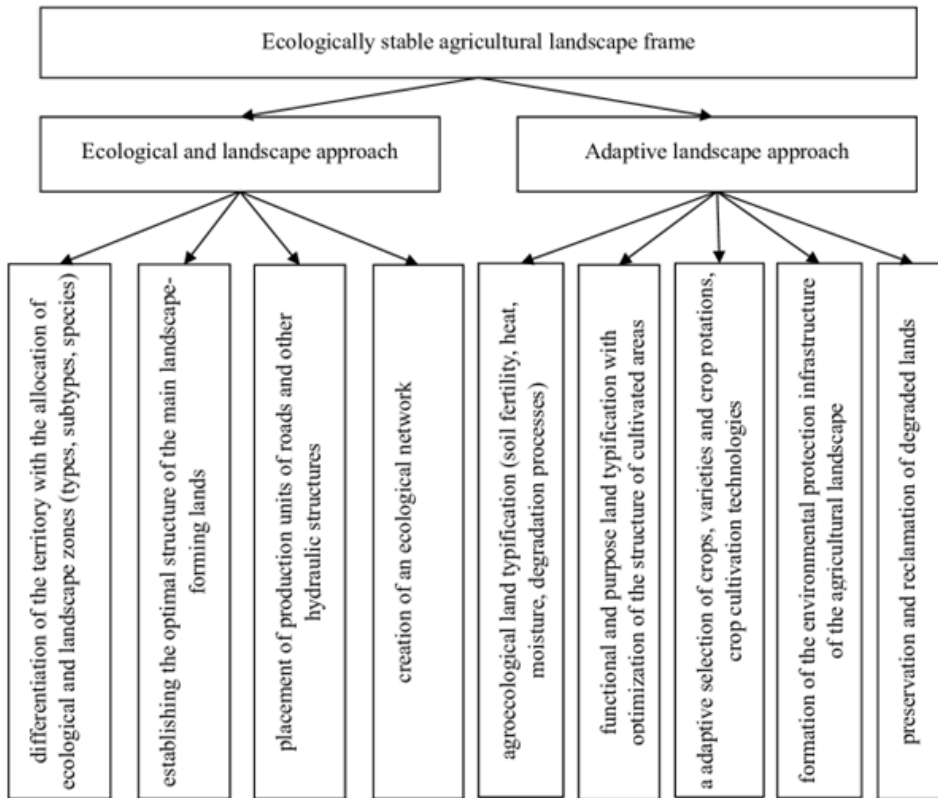 Ecologically stable agricultural landscape frame
Ecological and landscape approach
Adaptive landscape approach
differentiation of the territory with the allocation of
ecological and landscape zones (types, subtypes, species)
establishing the optimal structure of the main landscape-
forming lands
placement of production units of roads and other
hydraulic structures
creation of an ecological network
agroecological land typification (soil fertility, heat,
moisture, degradation processes)
functional and purpose land typification with
optimization of the structure of cultivated areas
a adaptive selection of crops, varieties and crop rotations,
crop cultivation technologies
formation of the environmental protection infrastructure
of the agricultural landscape
preservation and reclamation of degraded lands